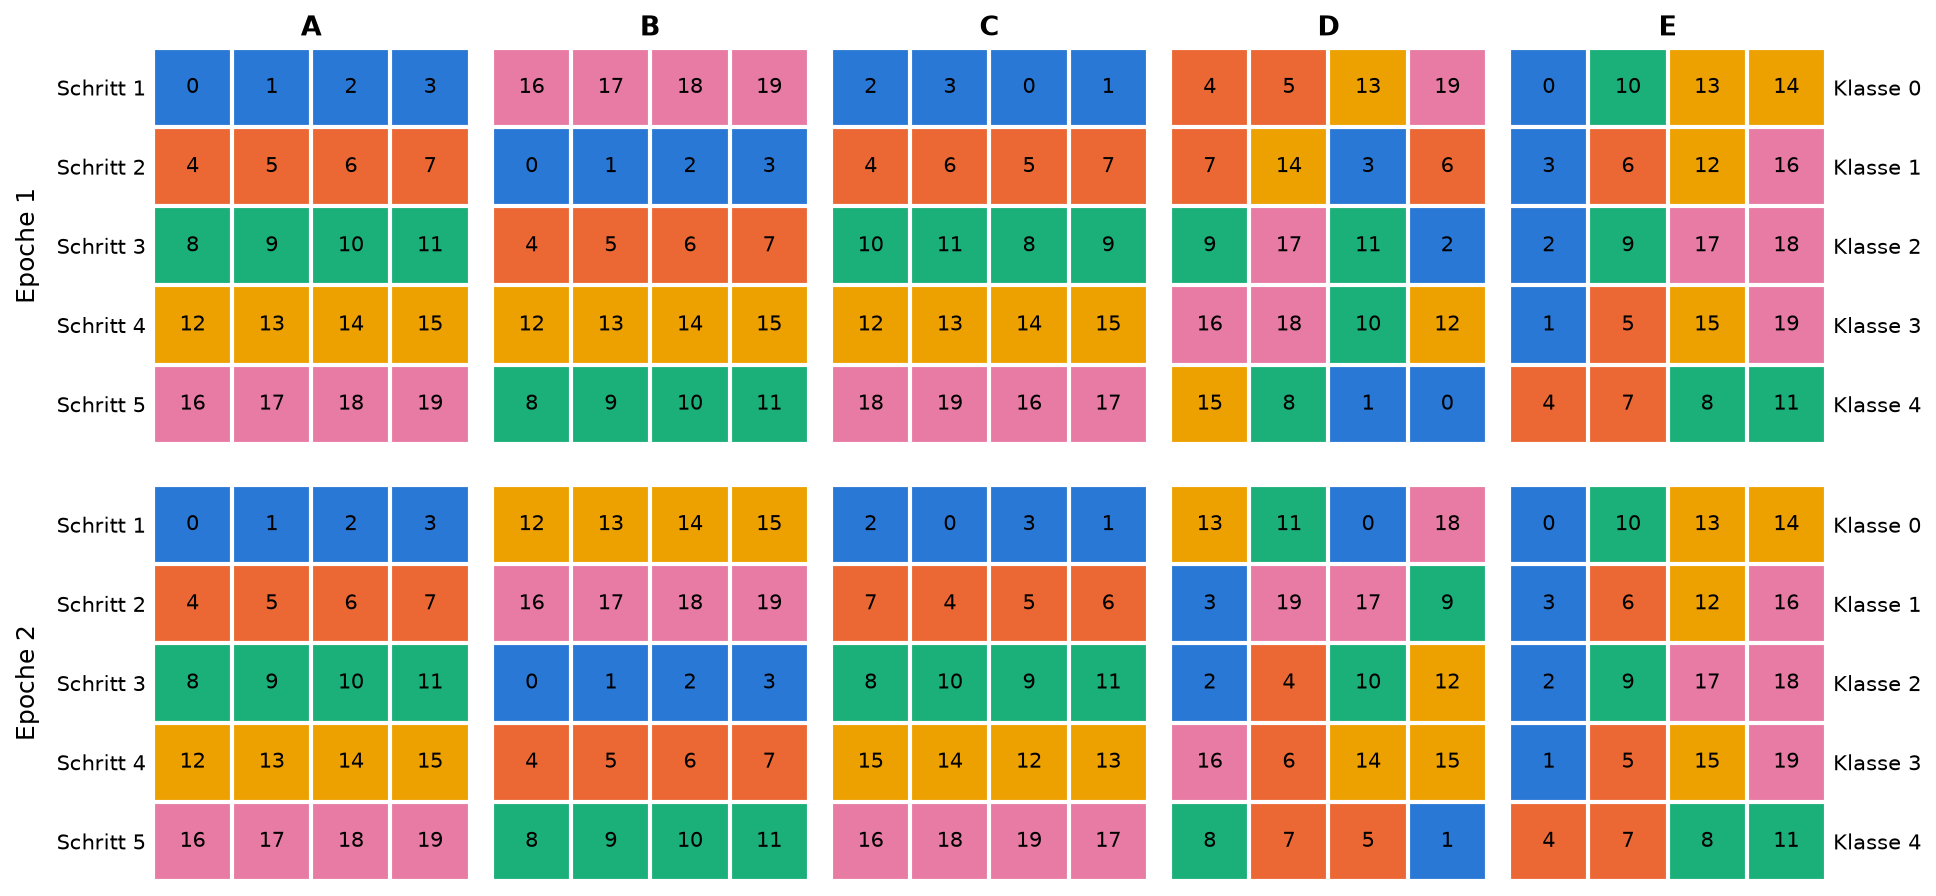 A B C D E
Epoche 1
Schritt 1 0 1 2 3 16 17 18 19 2 3 0 1 4 5 13 19 0 10 13 14 Klasse 0
Schritt 2 4 5 6 7 0 1 2 3 4 6 5 7 7 14 3 6 3 6 12 16 Klasse 1
Schritt 3 8 9 10 11 4 5 6 7 10 11 8 9 9 17 11 2 2 9 17 18 Klasse 2
Schritt 4 12 13 14 15 12 13 14 15 12 13 14 15 16 18 10 12 1 5 15 19 Klasse 3
Schritt 5 16 17 18 19 8 9 10 11 18 19 16 17 15 8 1 0 4 7 8 11 Klasse 4
Epoche 2
Schritt 1 0 1 2 3 12 13 14 15 2 0 3 1 13 11 0 18 0 10 13 14 Klasse 0
Schritt 2 4 5 6 7 16 17 18 19 7 4 5 6 3 19 17 9 3 6 12 16 Klasse 1
Schritt 3 8 9 10 11 0 1 2 3 8 10 9 11 2 4 10 12 2 9 17 18 Klasse 2
Schritt 4 12 13 14 15 4 5 6 7 15 14 12 13 16 6 14 15 1 5 15 19 Klasse 3
Schritt 5 16 17 18 19 8 9 10 11 16 18 19 17 8 7 5 1 4 7 8 11 Klasse 4